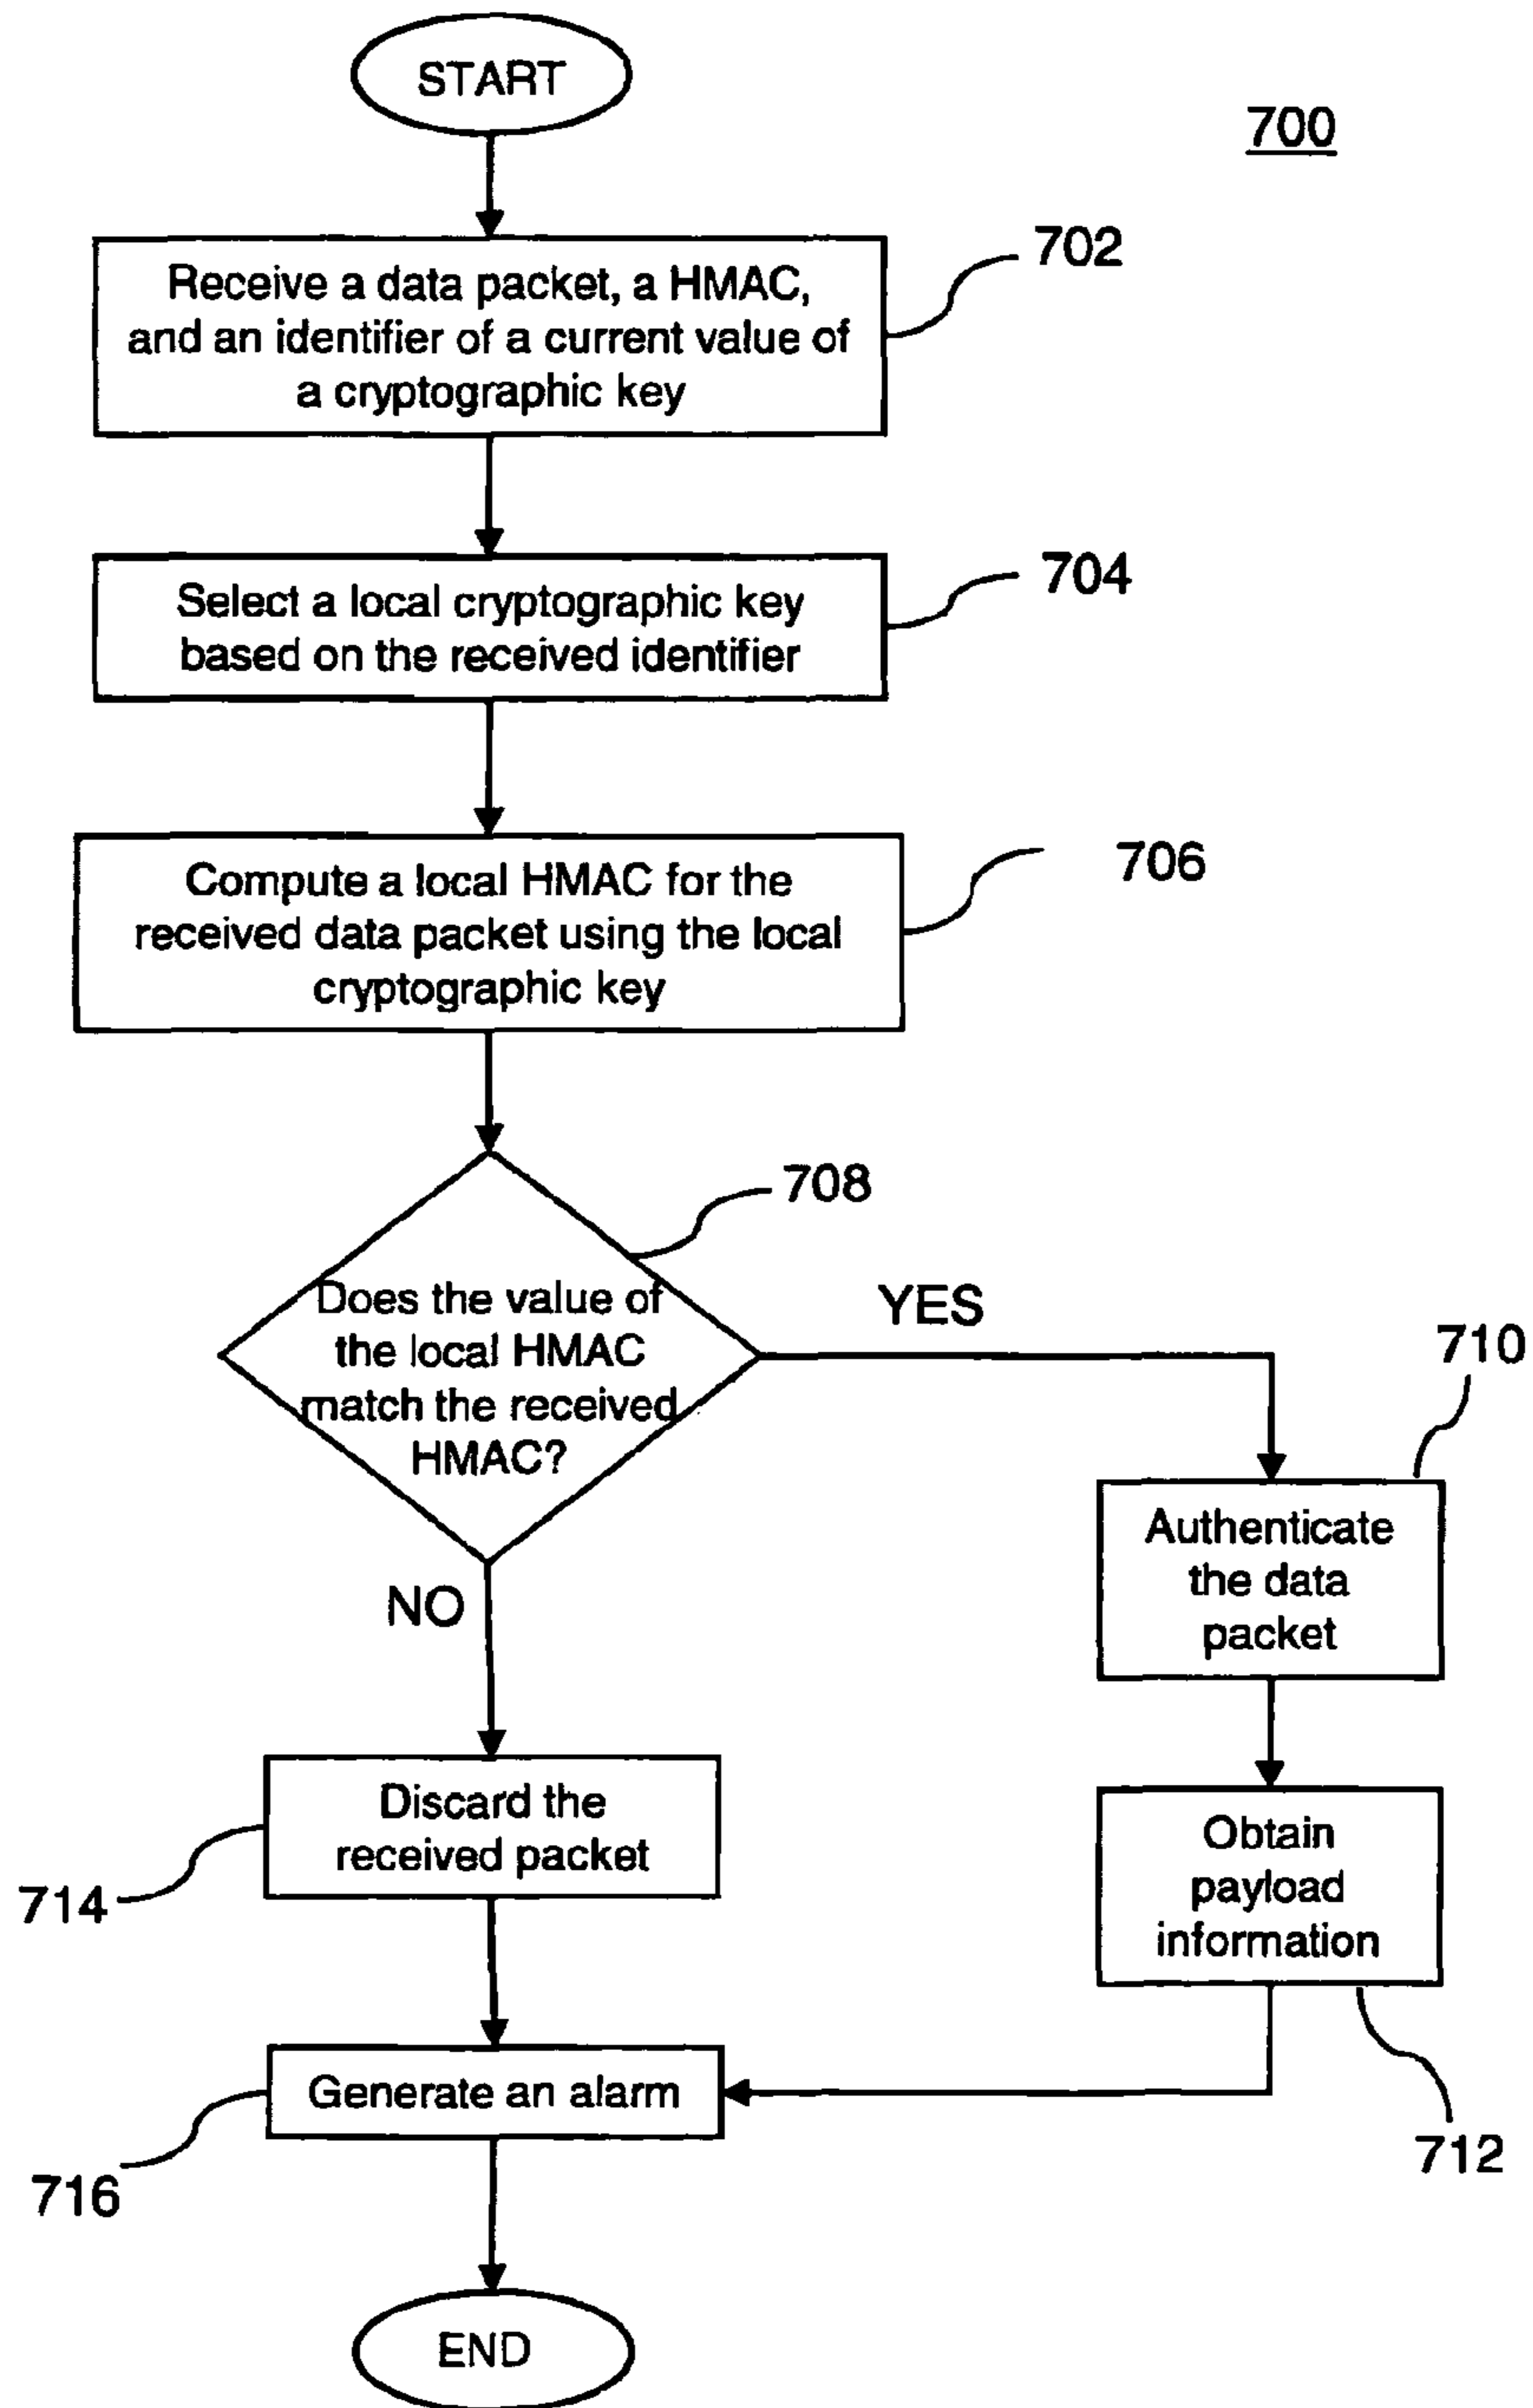 START
700
702
Receive a data packet, a HMAC,
and an identifier of a current value of
a cryptographic key
704
Select a local cryptographic key
based on the received identifier
706
Compute a local HMAC for the
received data packet using the local
cryptographic key
708
Does the value of
the local HMAC
match the received
HMAC?
YES
710
Authenticate
the data
packet
NO
Discard the
received packet
714
Obtain
payload
information
712
Generate an alarm
716
END